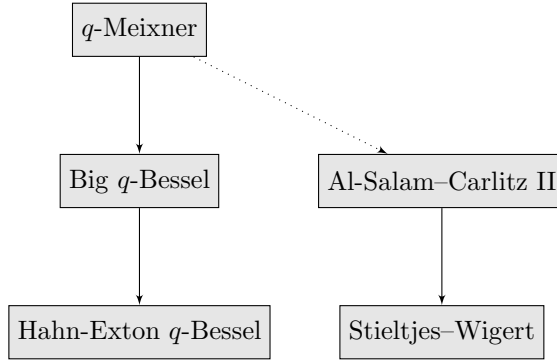 q-Meixner
Big q-Bessel
Al-Salam–Carlitz II
Hahn-Exton q-Bessel
Stieltjes–Wigert